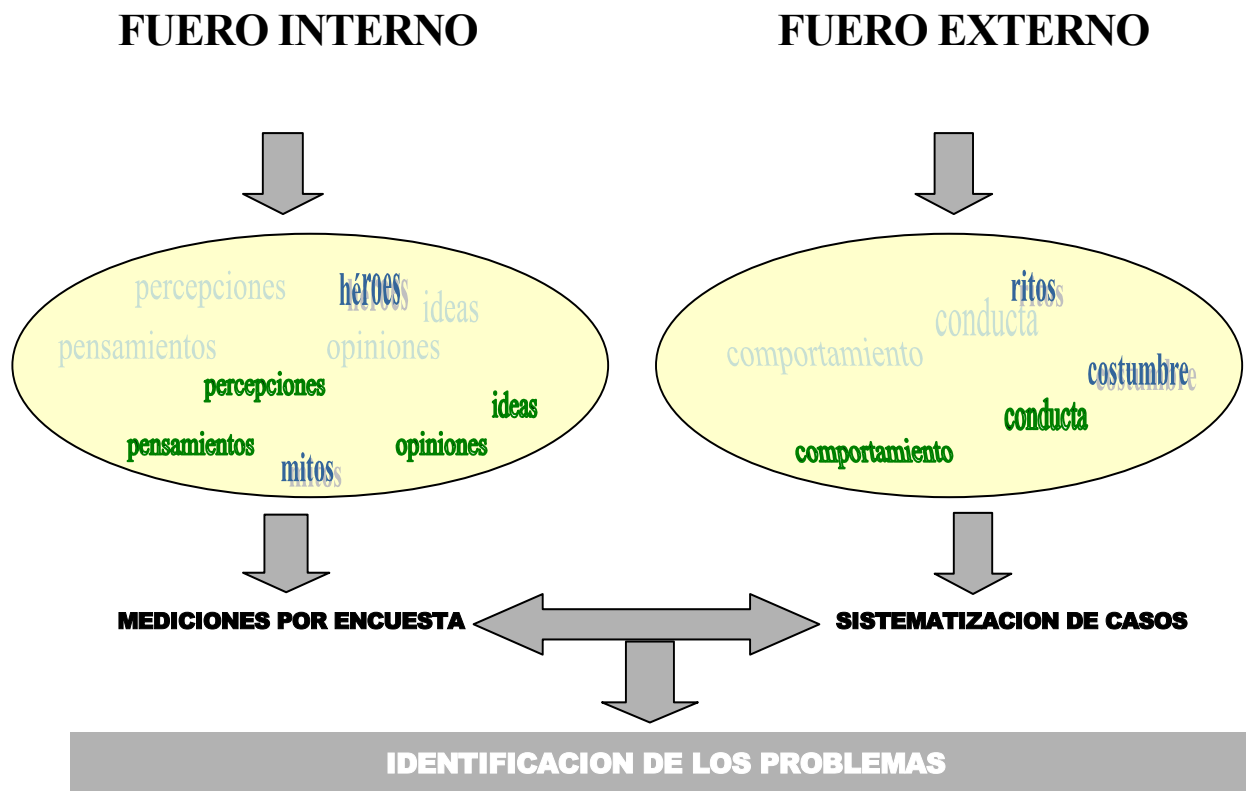 FUERO INTERNO
FUERO EXTERNO
percepciones
héroes
ideas
pensamientos
opiniones
percepciones
ideas
pensamientos
opiniones
mitos
ritos
conducta
comportamiento
costumbre
conducta
comportamiento
MEDICIONES POR ENCUESTA
SISTEMATIZACION DE CASOS
IDENTIFICACION DE LOS PROBLEMAS